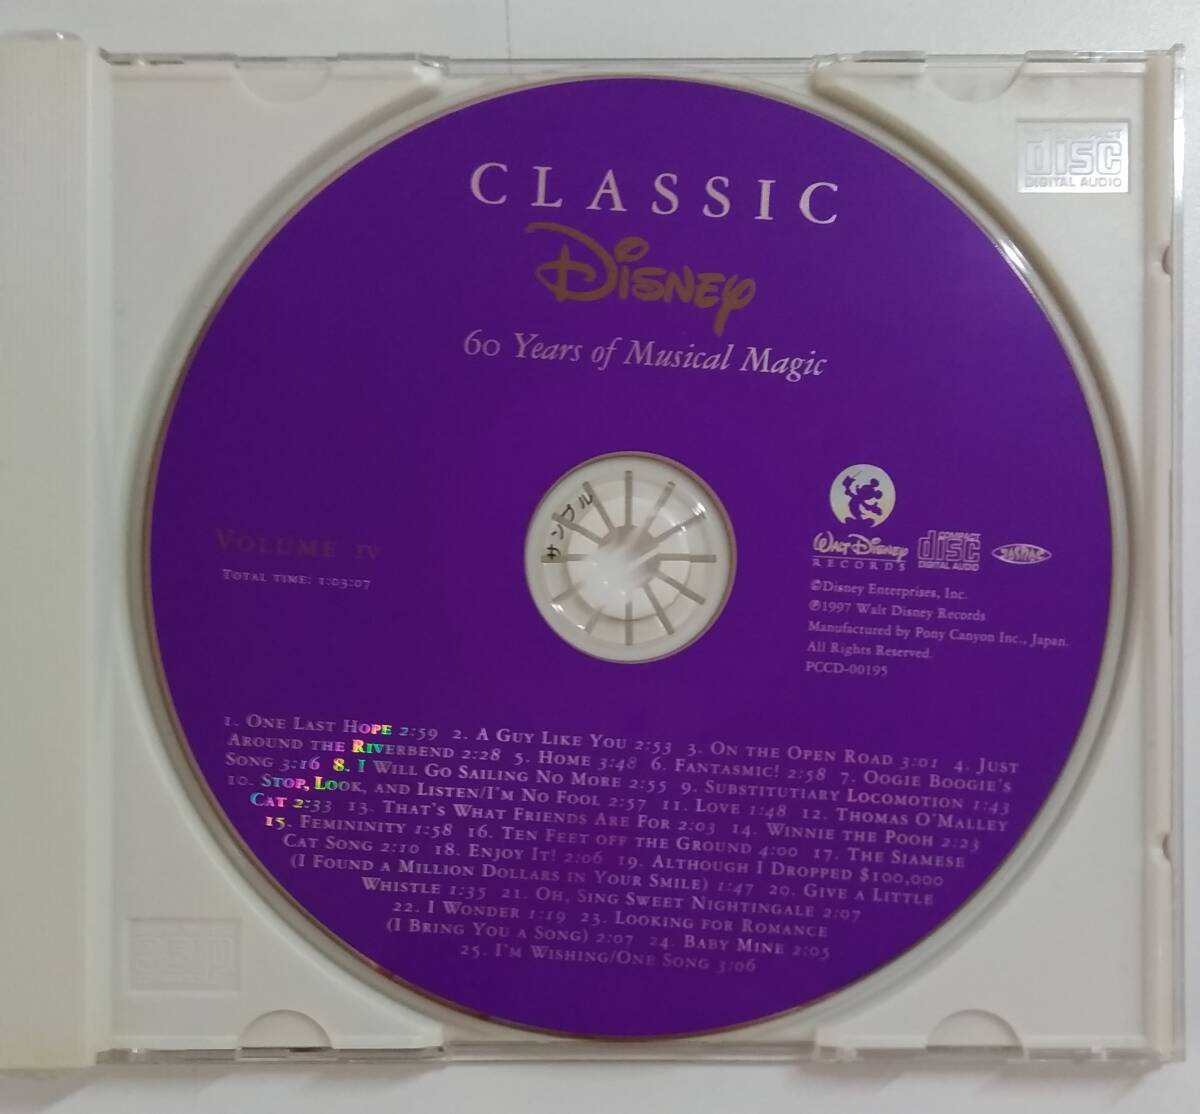 CLASSIC
Disney
60 Years of Musical Magic
COMPACT
disc
DIGITAL AUDIO
サンプル
VOLUME IV
TOTAL TIME: 1:03:07
WALT DISNEY
RECORDS
COMPACT
disc
DIGITAL AUDIO
©Disney Enterprises, Inc.
℗1997 Walt Disney Records
Manufactured by Pony Canyon Inc., Japan.
All Rights Reserved.
PCCD-00195
1. ONE LAST HOPE 2:59 2. A GUY LIKE YOU 2:53 3. ON THE OPEN ROAD 3:01 4. JUST
AROUND THE RIVERBEND 2:28 5. HOME 3:48 6. FANTASMIC! 2:58 7. OOGIE BOOGIE'S
SONG 3:16 8. I WILL GO SAILING NO MORE 2:55 9. SUBSTITUTIARY LOCOMOTION 1:43
10. STOP, LOOK, AND LISTEN/I'M NO FOOL 2:57 11. LOVE 1:48 12. THOMAS O'MALLEY
CAT 2:33 13. THAT'S WHAT FRIENDS ARE FOR 2:03 14. WINNIE THE POOH 2:23
15. FEMININITY 1:58 16. TEN FEET OFF THE GROUND 4:00 17. THE SIAMESE
CAT SONG 2:10 18. ENJOY IT! 2:06 19. ALTHOUGH I DROPPED $100,000
(I FOUND A MILLION DOLLARS IN YOUR SMILE) 1:47 20. GIVE A LITTLE
WHISTLE 1:35 21. OH, SING SWEET NIGHTINGALE 2:07
22. I WONDER 1:19 23. LOOKING FOR ROMANCE
(I BRING YOU A SONG) 2:07 24. BABY MINE 2:05
25. I'M WISHING/ONE SONG 3:06